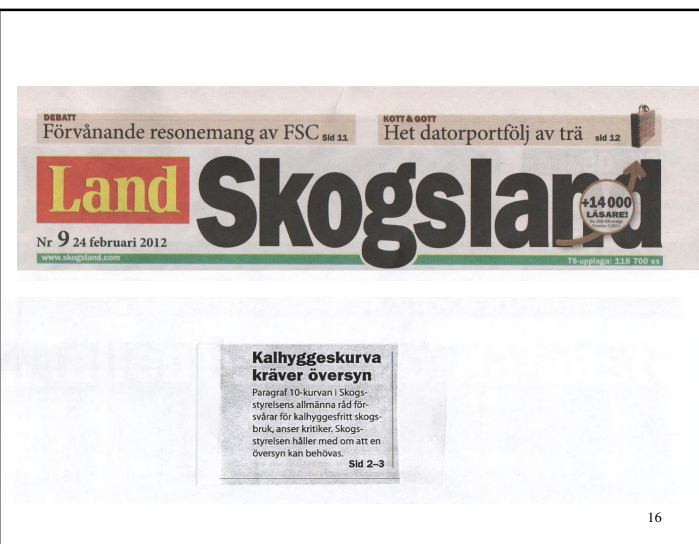 DEBATT
Förvånande resonemang av FSC Sid 11
KOTT & GOTT
Het datorportfölj av trä sid 12
Land Skogsland
+14 000
LÄSARE!
Nr 9 24 februari 2012
www.skogsland.com
TS-upplaga: 118 700 ex
Kalhyggeskurva
kräver översyn
Paragraf 10-kurvan i Skogs-
styrelsens allmänna råd för-
svårar för kalhyggesfritt skogs-
bruk, anser kritiker. Skogs-
styrelsen håller med om att en
översyn kan behövas.
Sid 2–3
16